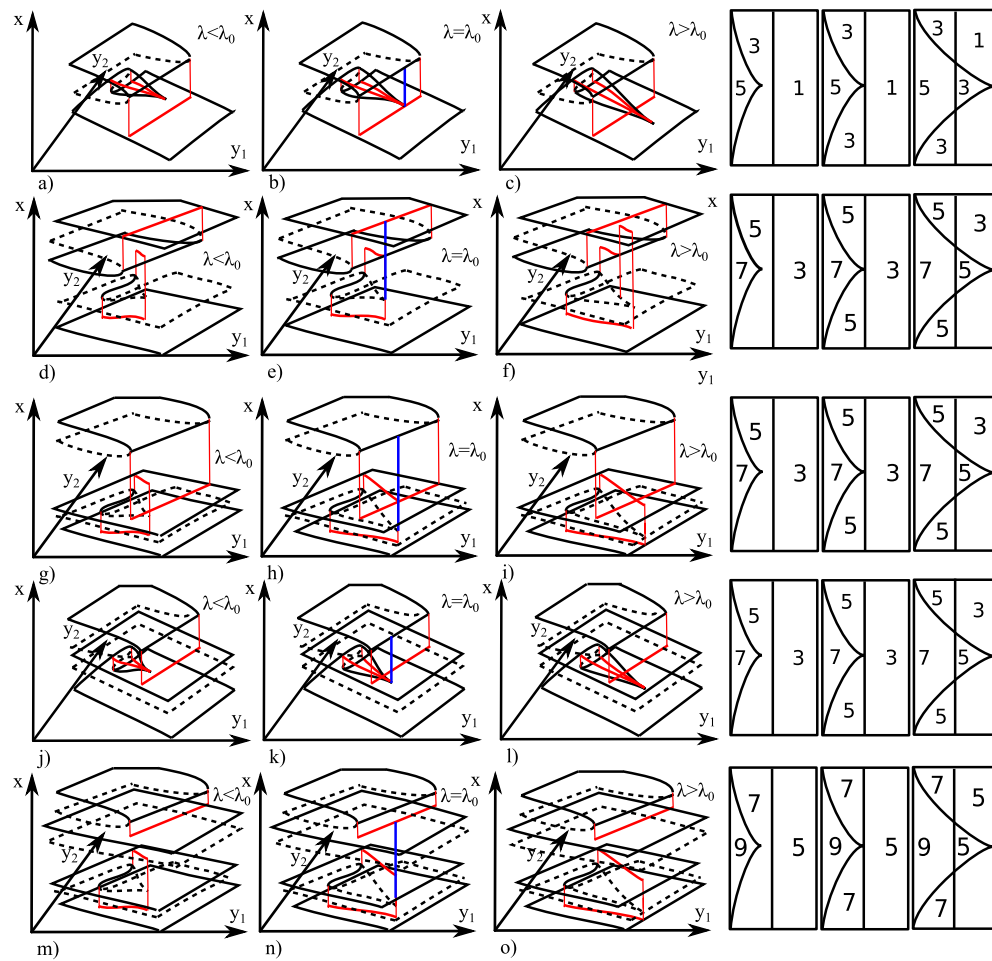 x λ<λ₀ x λ=λ₀ x λ>λ₀ 3 3 3 1
y₂ y₂ y₂
5 1 5 1 5 3
3 3
y₁ y₁ y₁
a) b) c)
x x x x
λ<λ₀ λ=λ₀ λ>λ₀ 5 5 5 3
y₂ y₂ y₂ 7 3 7 3 7 5
5 5
y₁ y₁ y₁
d) e) f) y₁
x x x
λ<λ₀ λ=λ₀ λ>λ₀ 5 5 5 3
y₂ y₂ y₂ 7 3 7 3 7 5
5 5
y₁ y₁ y₁
g) h) i)
x λ<λ₀ x λ=λ₀ x λ>λ₀ 5 5 5 3
y₂ y₂ y₂ 7 3 7 3 7 5
5 5
y₁ y₁ y₁
j) k) l)
x λ<λ₀ x λ=λ₀ x λ>λ₀ 7 7 7 5
y₂ y₂ y₂ 9 5 9 5 9 5
7 7
y₁ y₁ y₁
m) n) o)